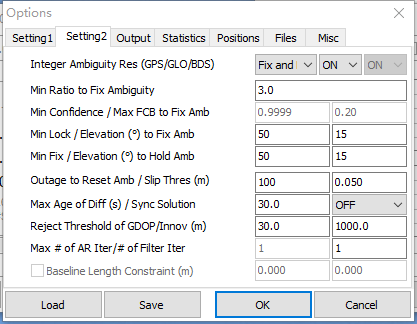 Options
Setting1 Setting2 Output Statistics Positions Files Misc
Integer Ambiguity Res (GPS/GLO/BDS) Fix and ON ON
Min Ratio to Fix Ambiguity 3.0
Min Confidence / Max FCB to Fix Amb 0.9999 0.20
Min Lock / Elevation (°) to Fix Amb 50 15
Min Fix / Elevation (°) to Hold Amb 50 15
Outage to Reset Amb / Slip Thres (m) 100 0.050
Max Age of Diff (s) / Sync Solution 30.0 OFF
Reject Threshold of GDOP/Innov (m) 30.0 1000.0
Max # of AR Iter/# of Filter Iter 1 1
Baseline Length Constraint (m) 0.000 0.000
Load Save OK Cancel